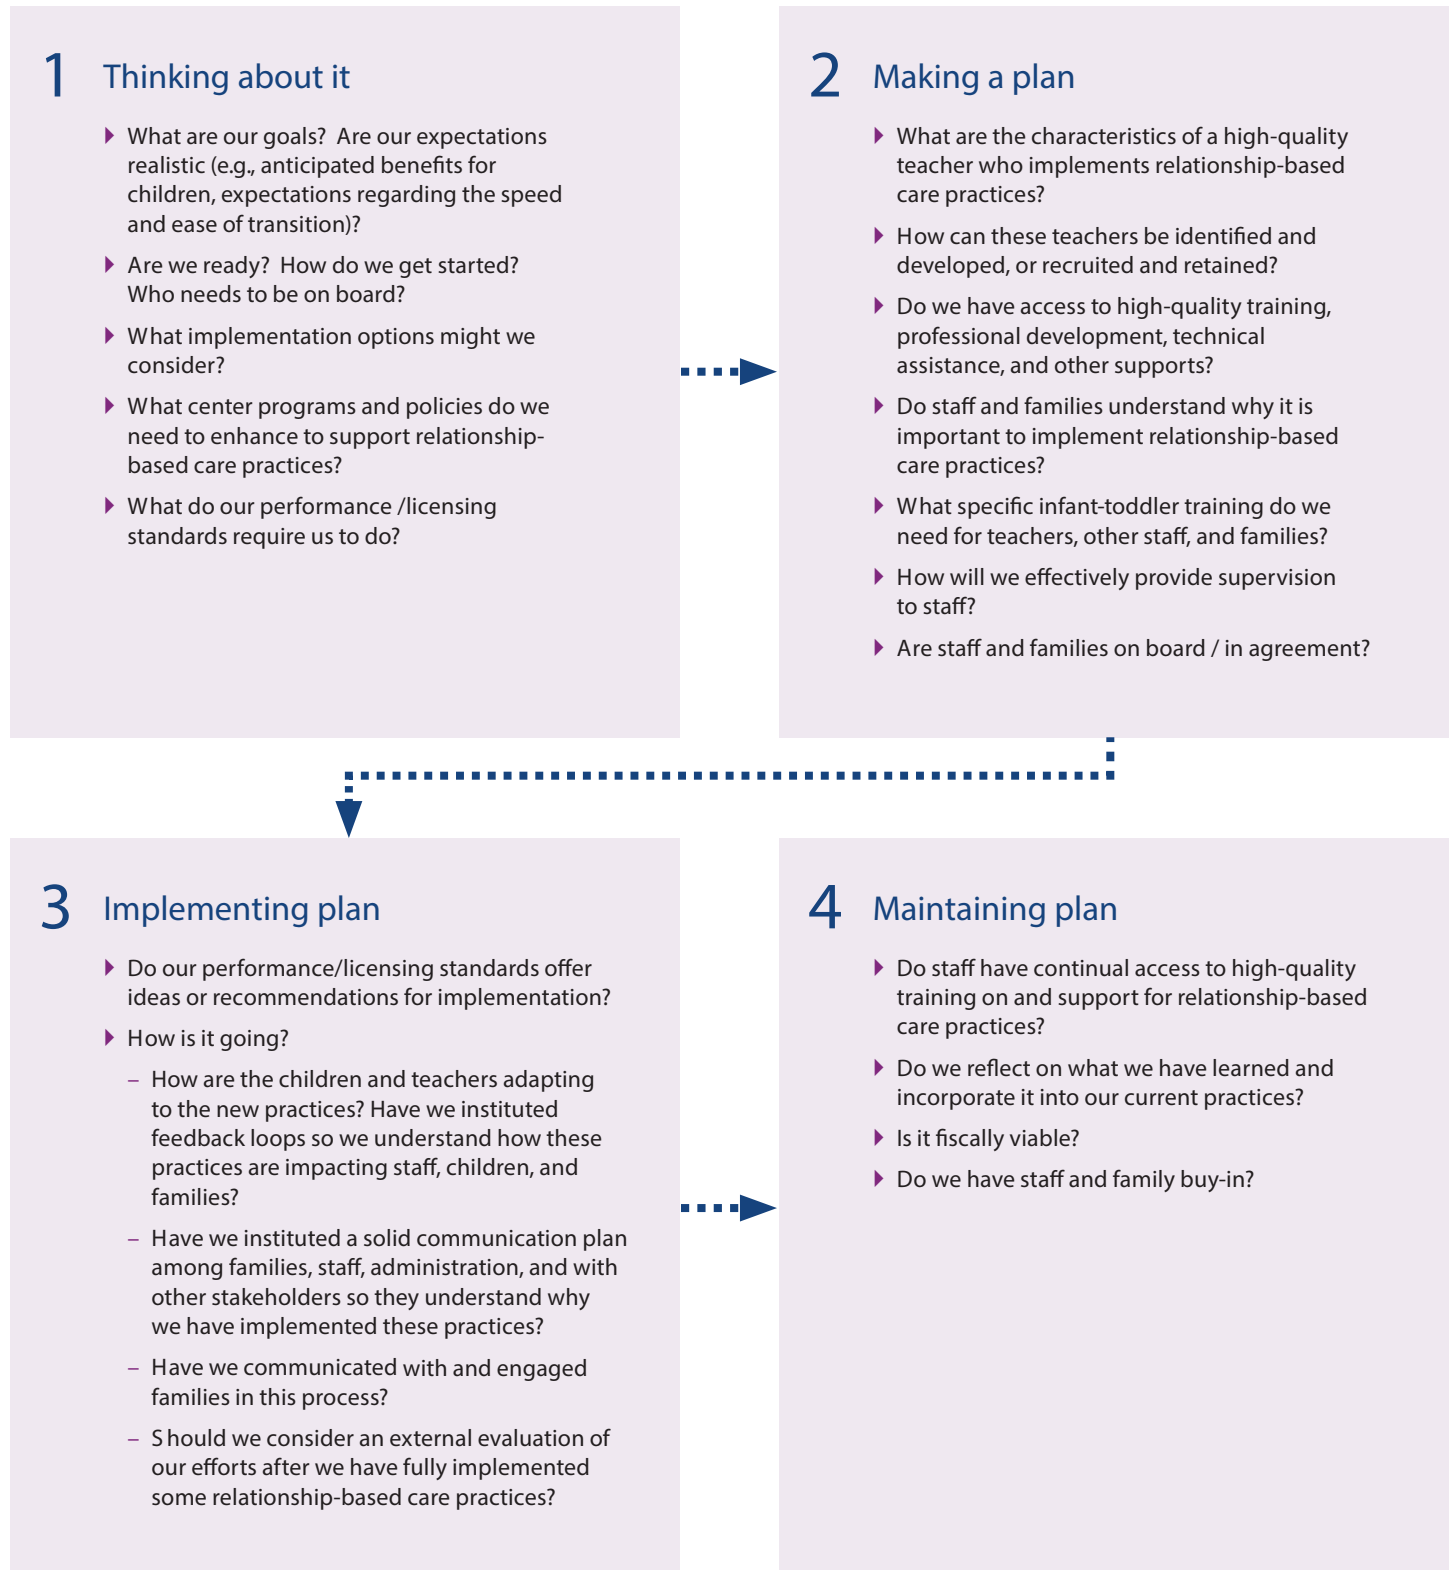 1 Thinking about it
What are our goals? Are our expectations
realistic (e.g., anticipated benefits for
children, expectations regarding the speed
and ease of transition)?
Are we ready? How do we get started?
Who needs to be on board?
What implementation options might we
consider?
What center programs and policies do we
need to enhance to support relationship-
based care practices?
What do our performance /licensing
standards require us to do?
2 Making a plan
What are the characteristics of a high-quality
teacher who implements relationship-based
care practices?
How can these teachers be identified and
developed, or recruited and retained?
Do we have access to high-quality training,
professional development, technical
assistance, and other supports?
Do staff and families understand why it is
important to implement relationship-based
care practices?
What specific infant-toddler training do we
need for teachers, other staff, and families?
How will we effectively provide supervision
to staff?
Are staff and families on board / in agreement?
3 Implementing plan
Do our performance/licensing standards offer
ideas or recommendations for implementation?
How is it going?
– How are the children and teachers adapting
to the new practices? Have we instituted
feedback loops so we understand how these
practices are impacting staff, children, and
families?
– Have we instituted a solid communication plan
among families, staff, administration, and with
other stakeholders so they understand why
we have implemented these practices?
– Have we communicated with and engaged
families in this process?
– S hould we consider an external evaluation of
our efforts after we have fully implemented
some relationship-based care practices?
4 Maintaining plan
Do staff have continual access to high-quality
training on and support for relationship-based
care practices?
Do we reflect on what we have learned and
incorporate it into our current practices?
Is it fiscally viable?
Do we have staff and family buy-in?